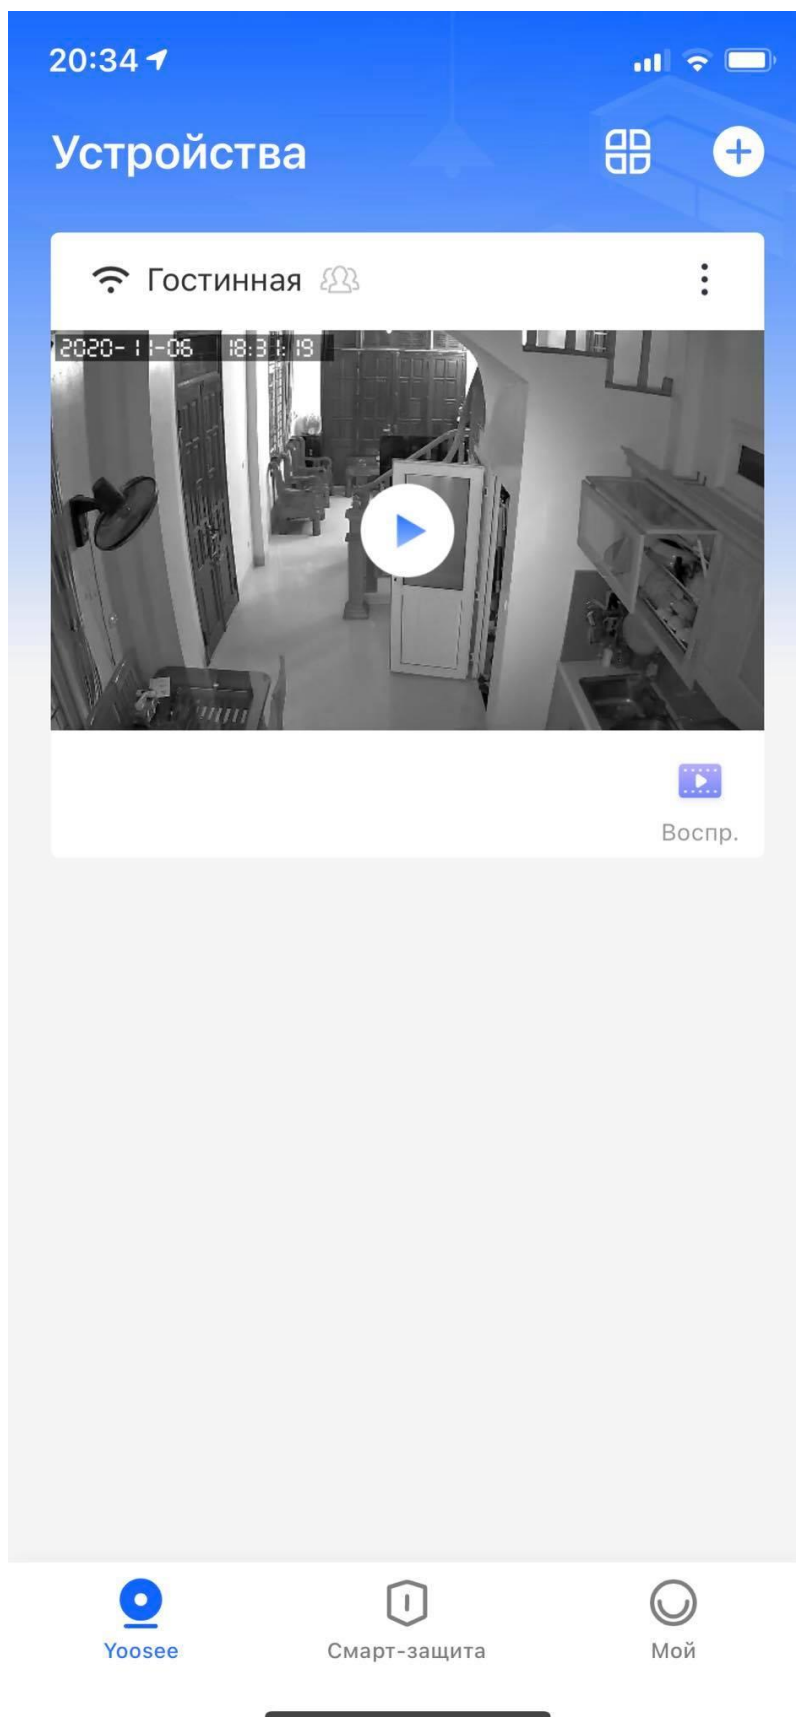 20:34
Устройства
Гостинная
2020-11-06 18:31:19
Воспр.
Yoosee
Смарт-защита
Мой